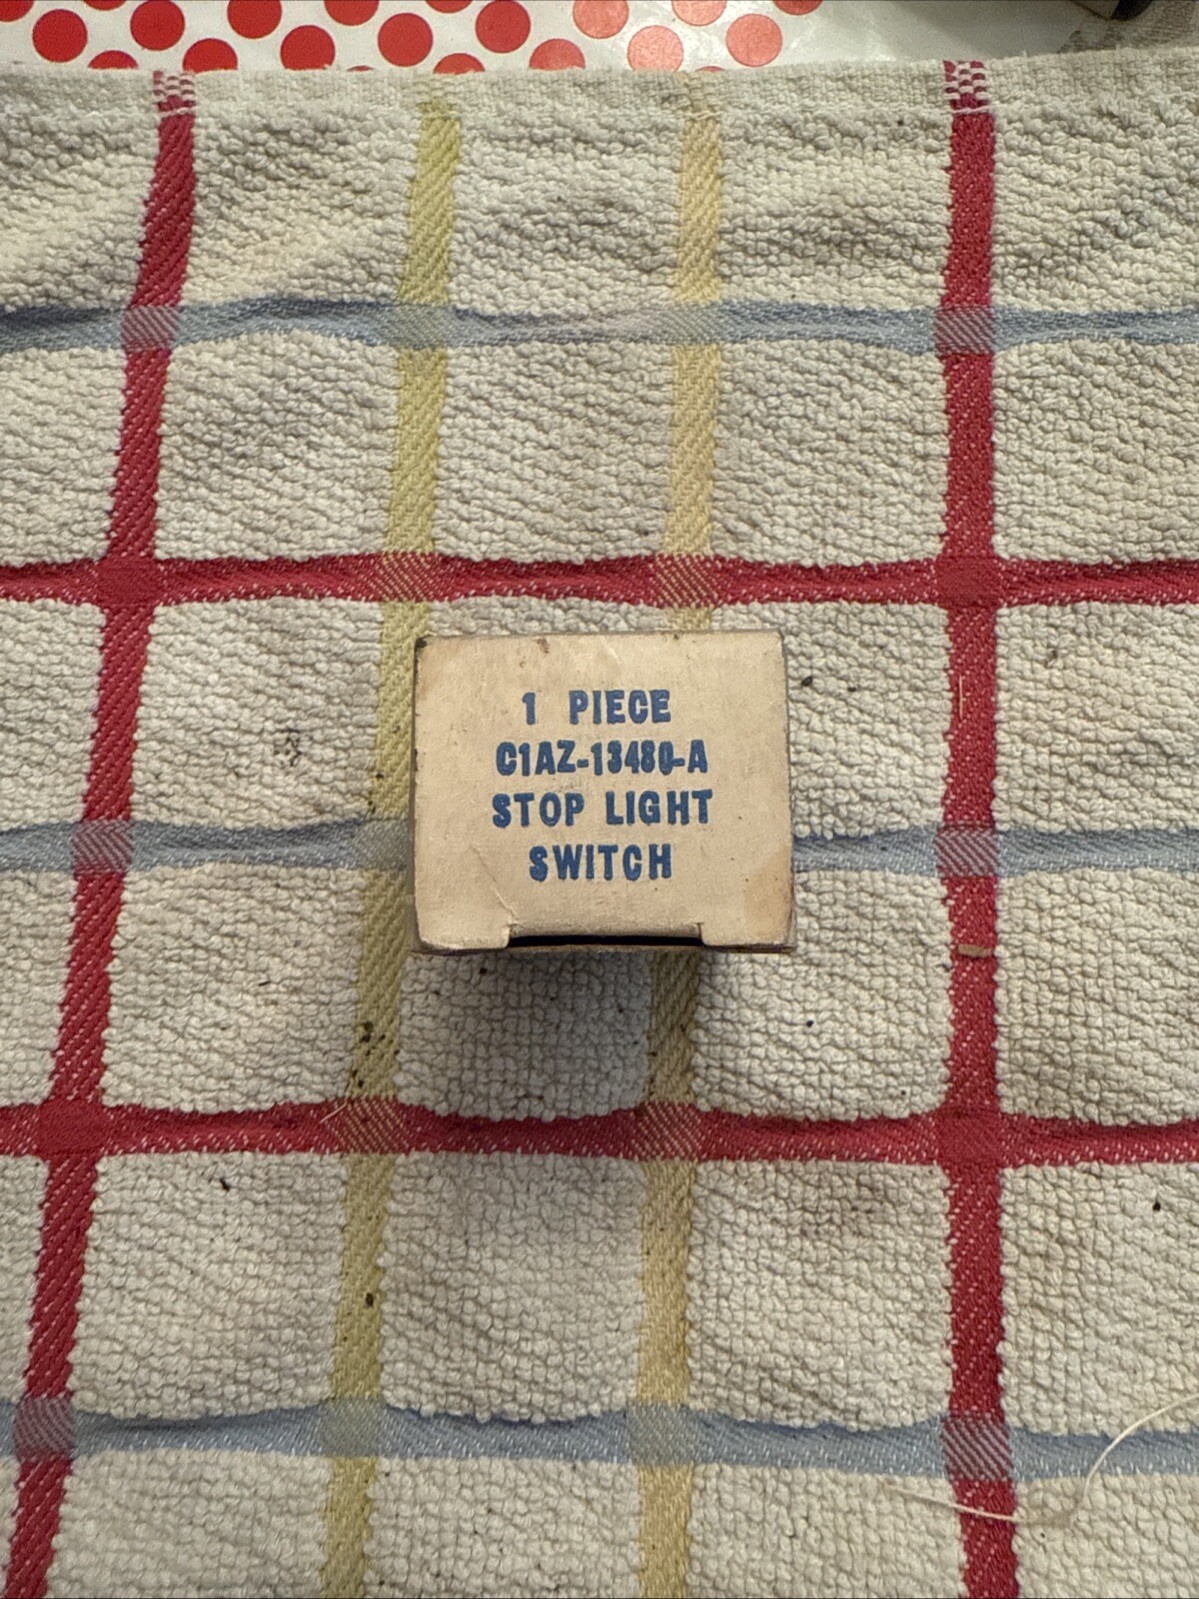 1 PIECE
C1AZ-13480-A
STOP LIGHT
SWITCH